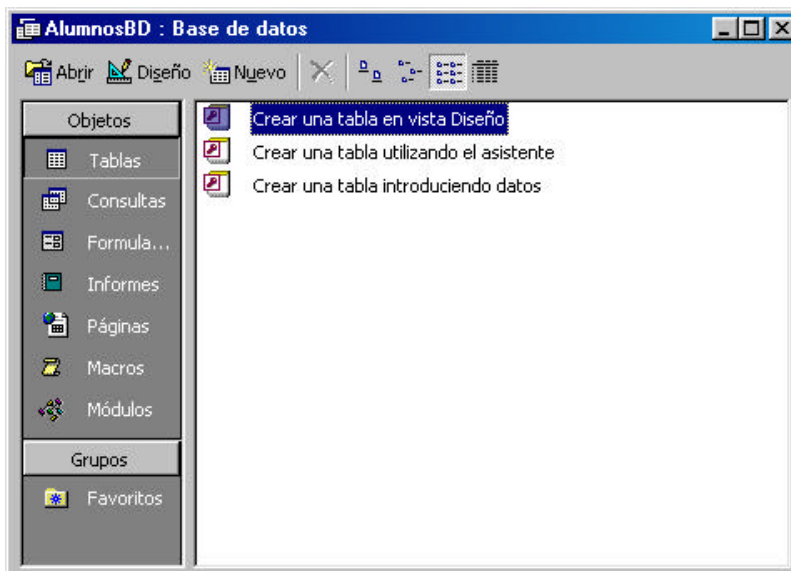 AlumnosBD : Base de datos
Abrir Diseño Nuevo
Objetos
Tablas
Consultas
Formula...
Informes
Páginas
Macros
Módulos
Grupos
Favoritos
Crear una tabla en vista Diseño
Crear una tabla utilizando el asistente
Crear una tabla introduciendo datos